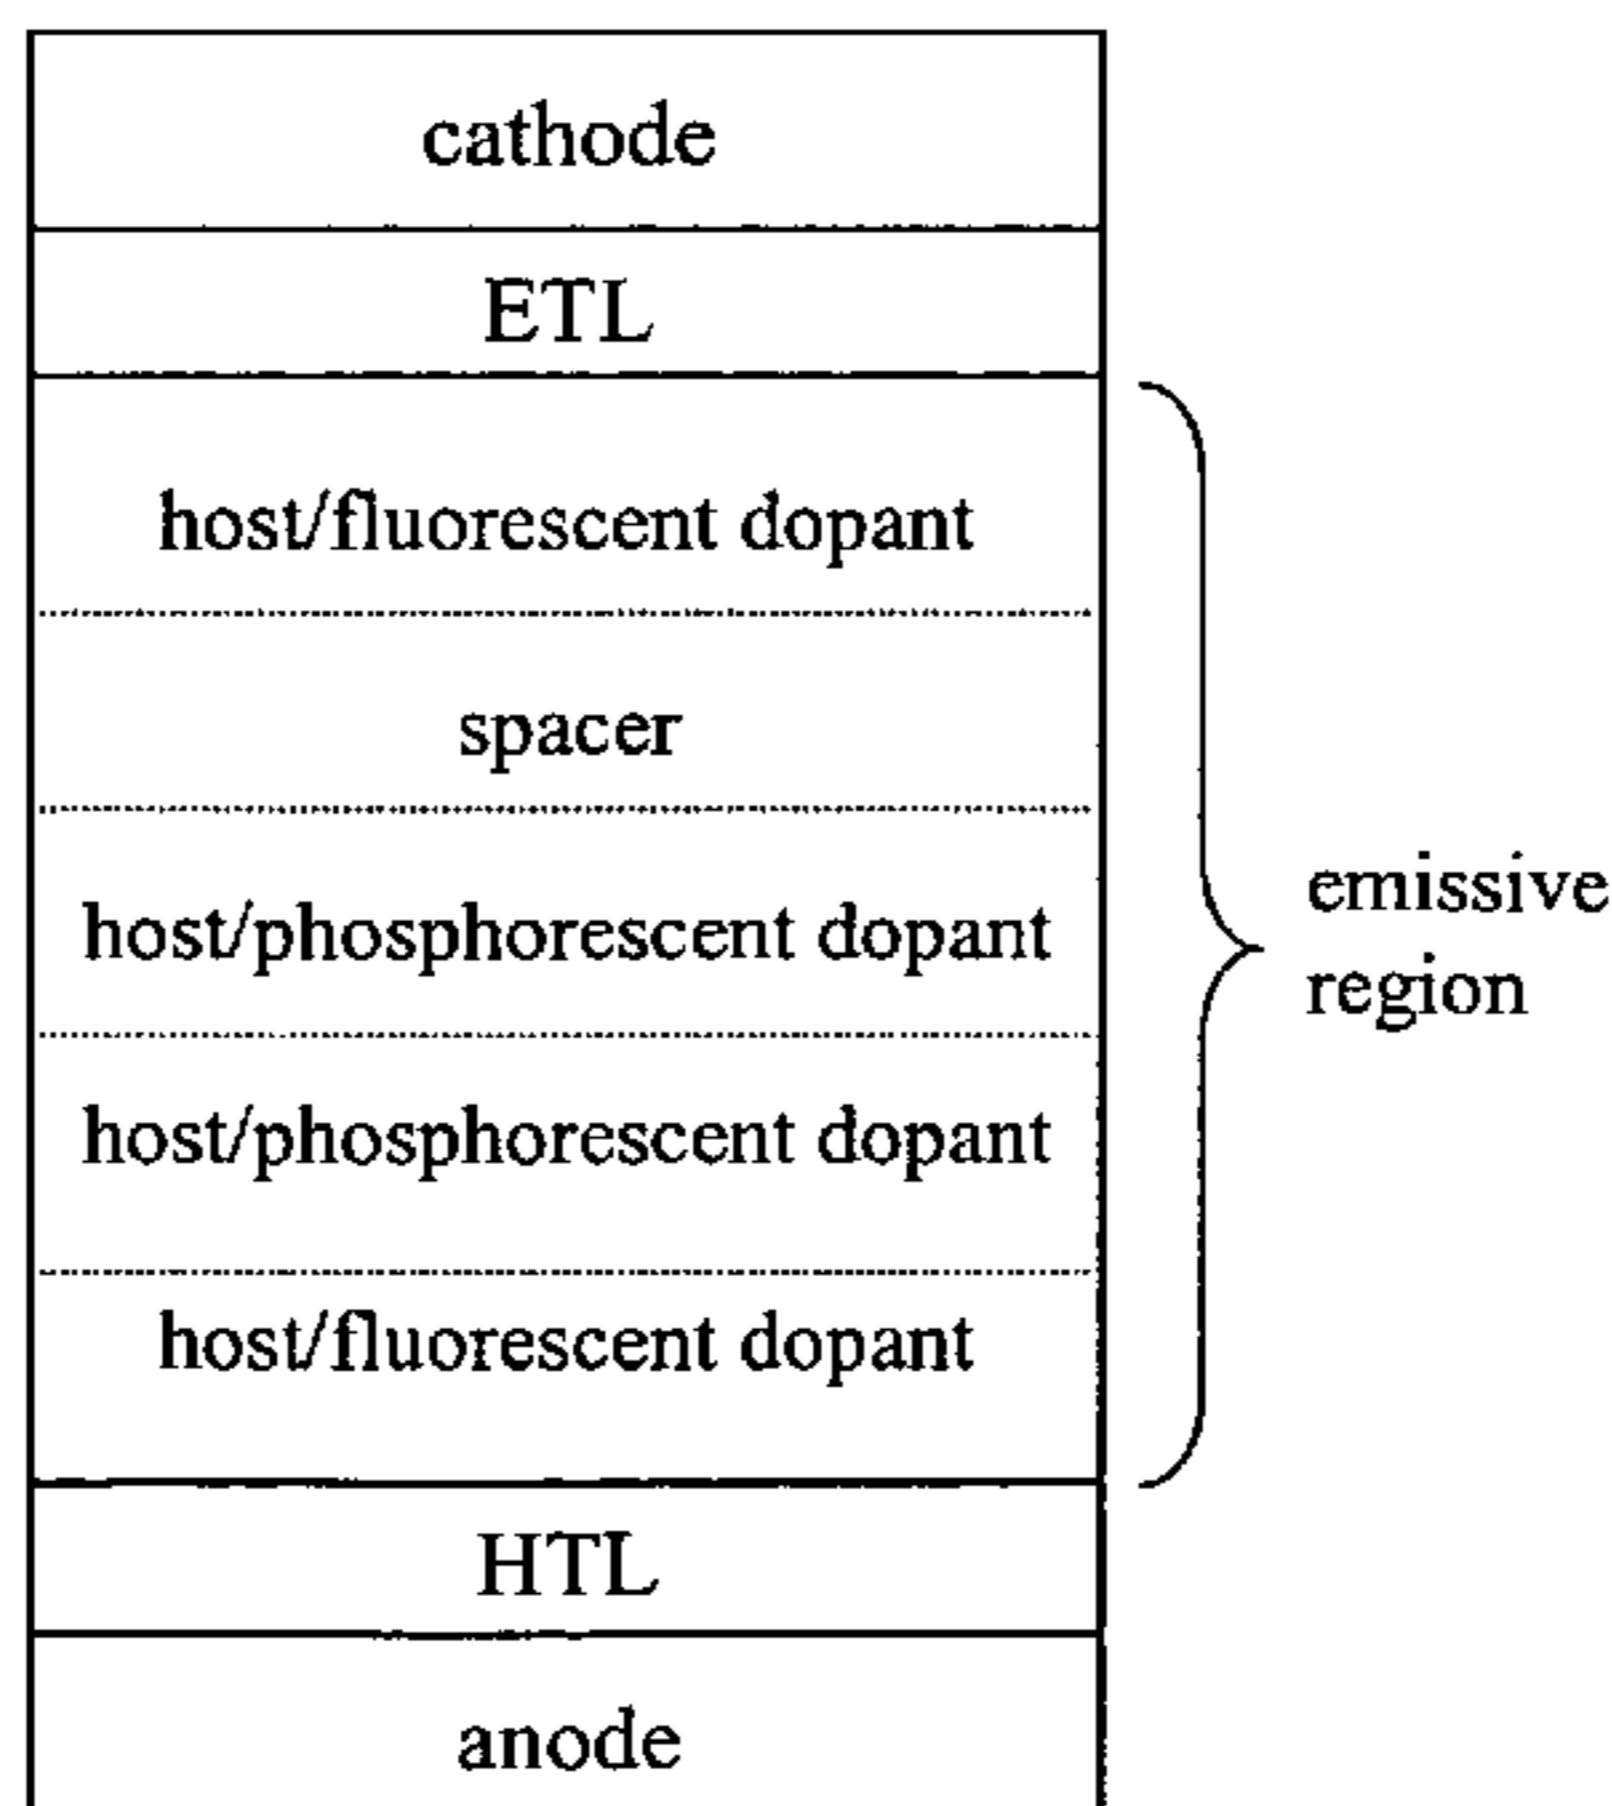 cathode
ETL
host/fluorescent dopant
spacer
host/phosphorescent dopant
host/phosphorescent dopant
host/fluorescent dopant
HTL
anode
emissive
region